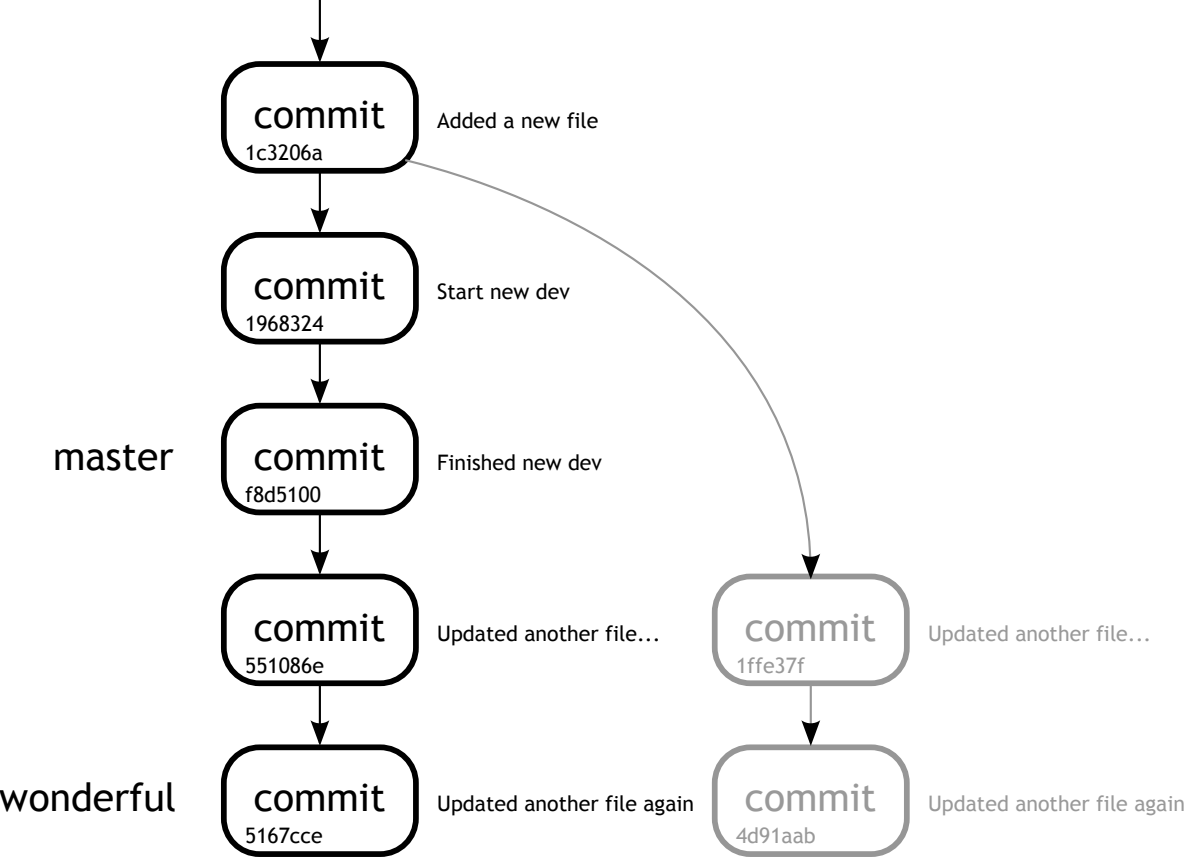 commit
1c3206a
Added a new file
commit
1968324
Start new dev
master
commit
f8d5100
Finished new dev
commit
551086e
Updated another file...
commit
1ffe37f
Updated another file...
wonderful
commit
5167cce
Updated another file again
commit
4d91aab
Updated another file again